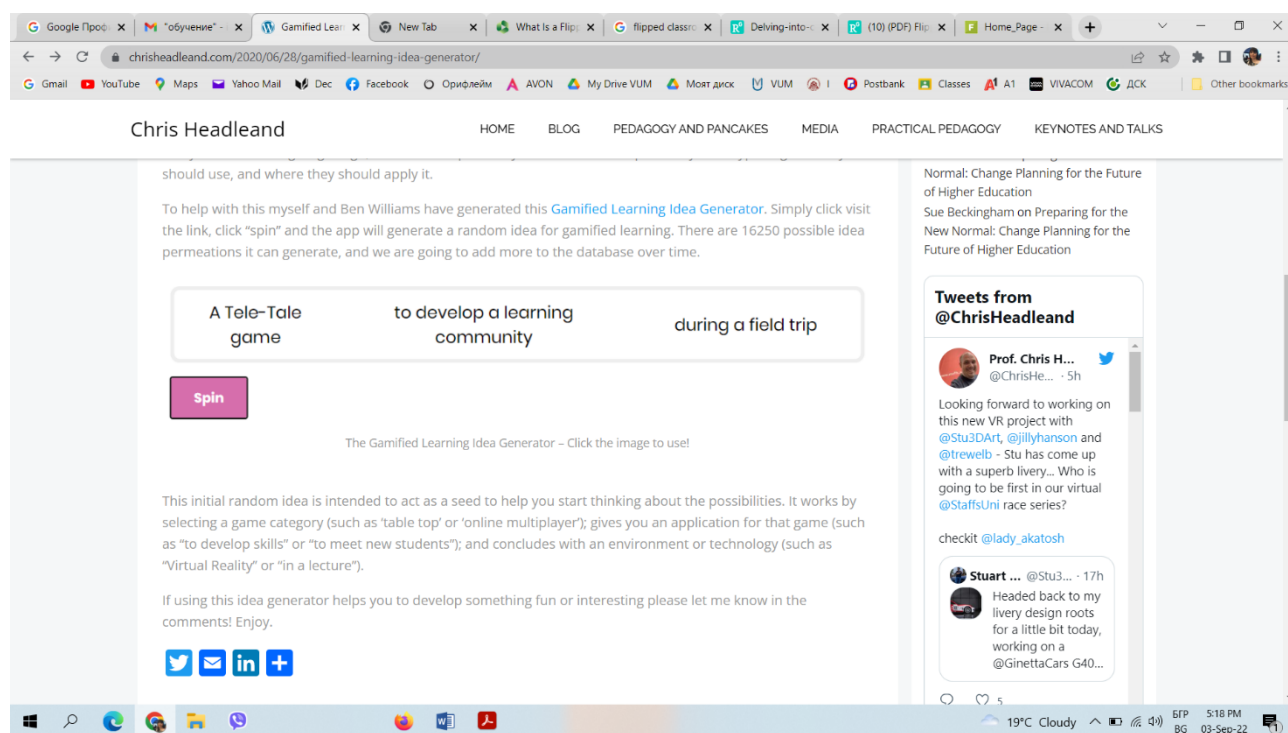 Google Проф
"обучение" -
Gamified Lear
New Tab
What Is a Flip
flipped classro
Delving-into-
(10) (PDF) Flip
Home_Page -
chrisheadleand.com/2020/06/28/gamified-learning-idea-generator/
Gmail YouTube Maps Yahoo Mail Dec Facebook Орифлейм AVON My Drive VUM Моят диск VUM I Postbank Classes A1 VIVACOM ДСК Other bookmarks
Chris Headleand
HOME BLOG PEDAGOGY AND PANCAKES MEDIA PRACTICAL PEDAGOGY KEYNOTES AND TALKS
should use, and where they should apply it.
To help with this myself and Ben Williams have generated this Gamified Learning Idea Generator. Simply click visit
the link, click “spin” and the app will generate a random idea for gamified learning. There are 16250 possible idea
permeations it can generate, and we are going to add more to the database over time.
A Tele-Tale
game
to develop a learning
community
during a field trip
Spin
The Gamified Learning Idea Generator – Click the image to use!
This initial random idea is intended to act as a seed to help you start thinking about the possibilities. It works by
selecting a game category (such as ‘table top’ or ‘online multiplayer’); gives you an application for that game (such
as “to develop skills” or “to meet new students”); and concludes with an environment or technology (such as
“Virtual Reality” or “in a lecture”).
If using this idea generator helps you to develop something fun or interesting please let me know in the
comments! Enjoy.
Normal: Change Planning for the Future
of Higher Education
Sue Beckingham on Preparing for the
New Normal: Change Planning for the
Future of Higher Education
Tweets from
@ChrisHeadleand
Prof. Chris H...
@ChrisHe... · 5h
Looking forward to working on
this new VR project with
@Stu3DArt, @jillyhanson and
@trewelb - Stu has come up
with a superb livery... Who is
going to be first in our virtual
@StaffsUni race series?
checkit @lady_akatosh
Stuart ... @Stu3... · 17h
Headed back to my
livery design roots
for a little bit today,
working on a
@GinettaCars G40...
5
19°C Cloudy
БГР
BG
5:18 PM
03-Sep-22